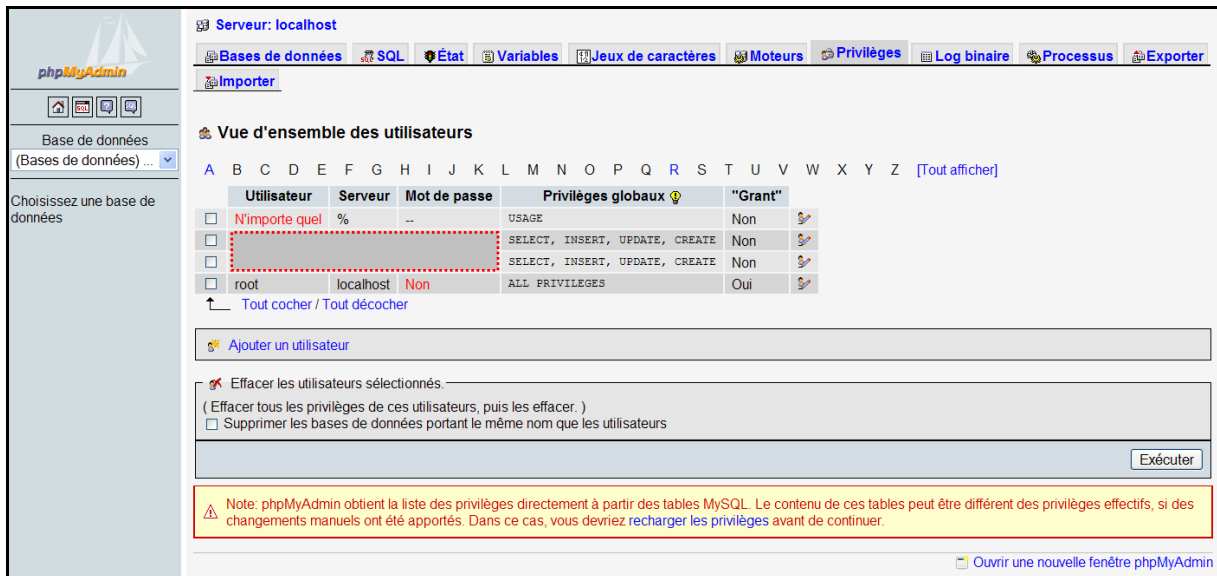 phpMyAdmin
SQL
Base de données
(Bases de données) ...
Choisissez une base de
données
Serveur: localhost
Bases de données SQL État Variables Jeux de caractères Moteurs Privilèges Log binaire Processus Exporter
Importer
Vue d'ensemble des utilisateurs
A B C D E F G H I J K L M N O P Q R S T U V W X Y Z [Tout afficher]
Utilisateur Serveur Mot de passe Privilèges globaux "Grant"
N'importe quel % -- USAGE Non
SELECT, INSERT, UPDATE, CREATE Non
SELECT, INSERT, UPDATE, CREATE Non
root localhost Non ALL PRIVILEGES Oui
Tout cocher / Tout décocher
Ajouter un utilisateur
Effacer les utilisateurs sélectionnés.
( Effacer tous les privilèges de ces utilisateurs, puis les effacer. )
Supprimer les bases de données portant le même nom que les utilisateurs
Exécuter
Note: phpMyAdmin obtient la liste des privilèges directement à partir des tables MySQL. Le contenu de ces tables peut être différent des privilèges effectifs, si des
changements manuels ont été apportés. Dans ce cas, vous devriez recharger les privilèges avant de continuer.
Ouvrir une nouvelle fenêtre phpMyAdmin